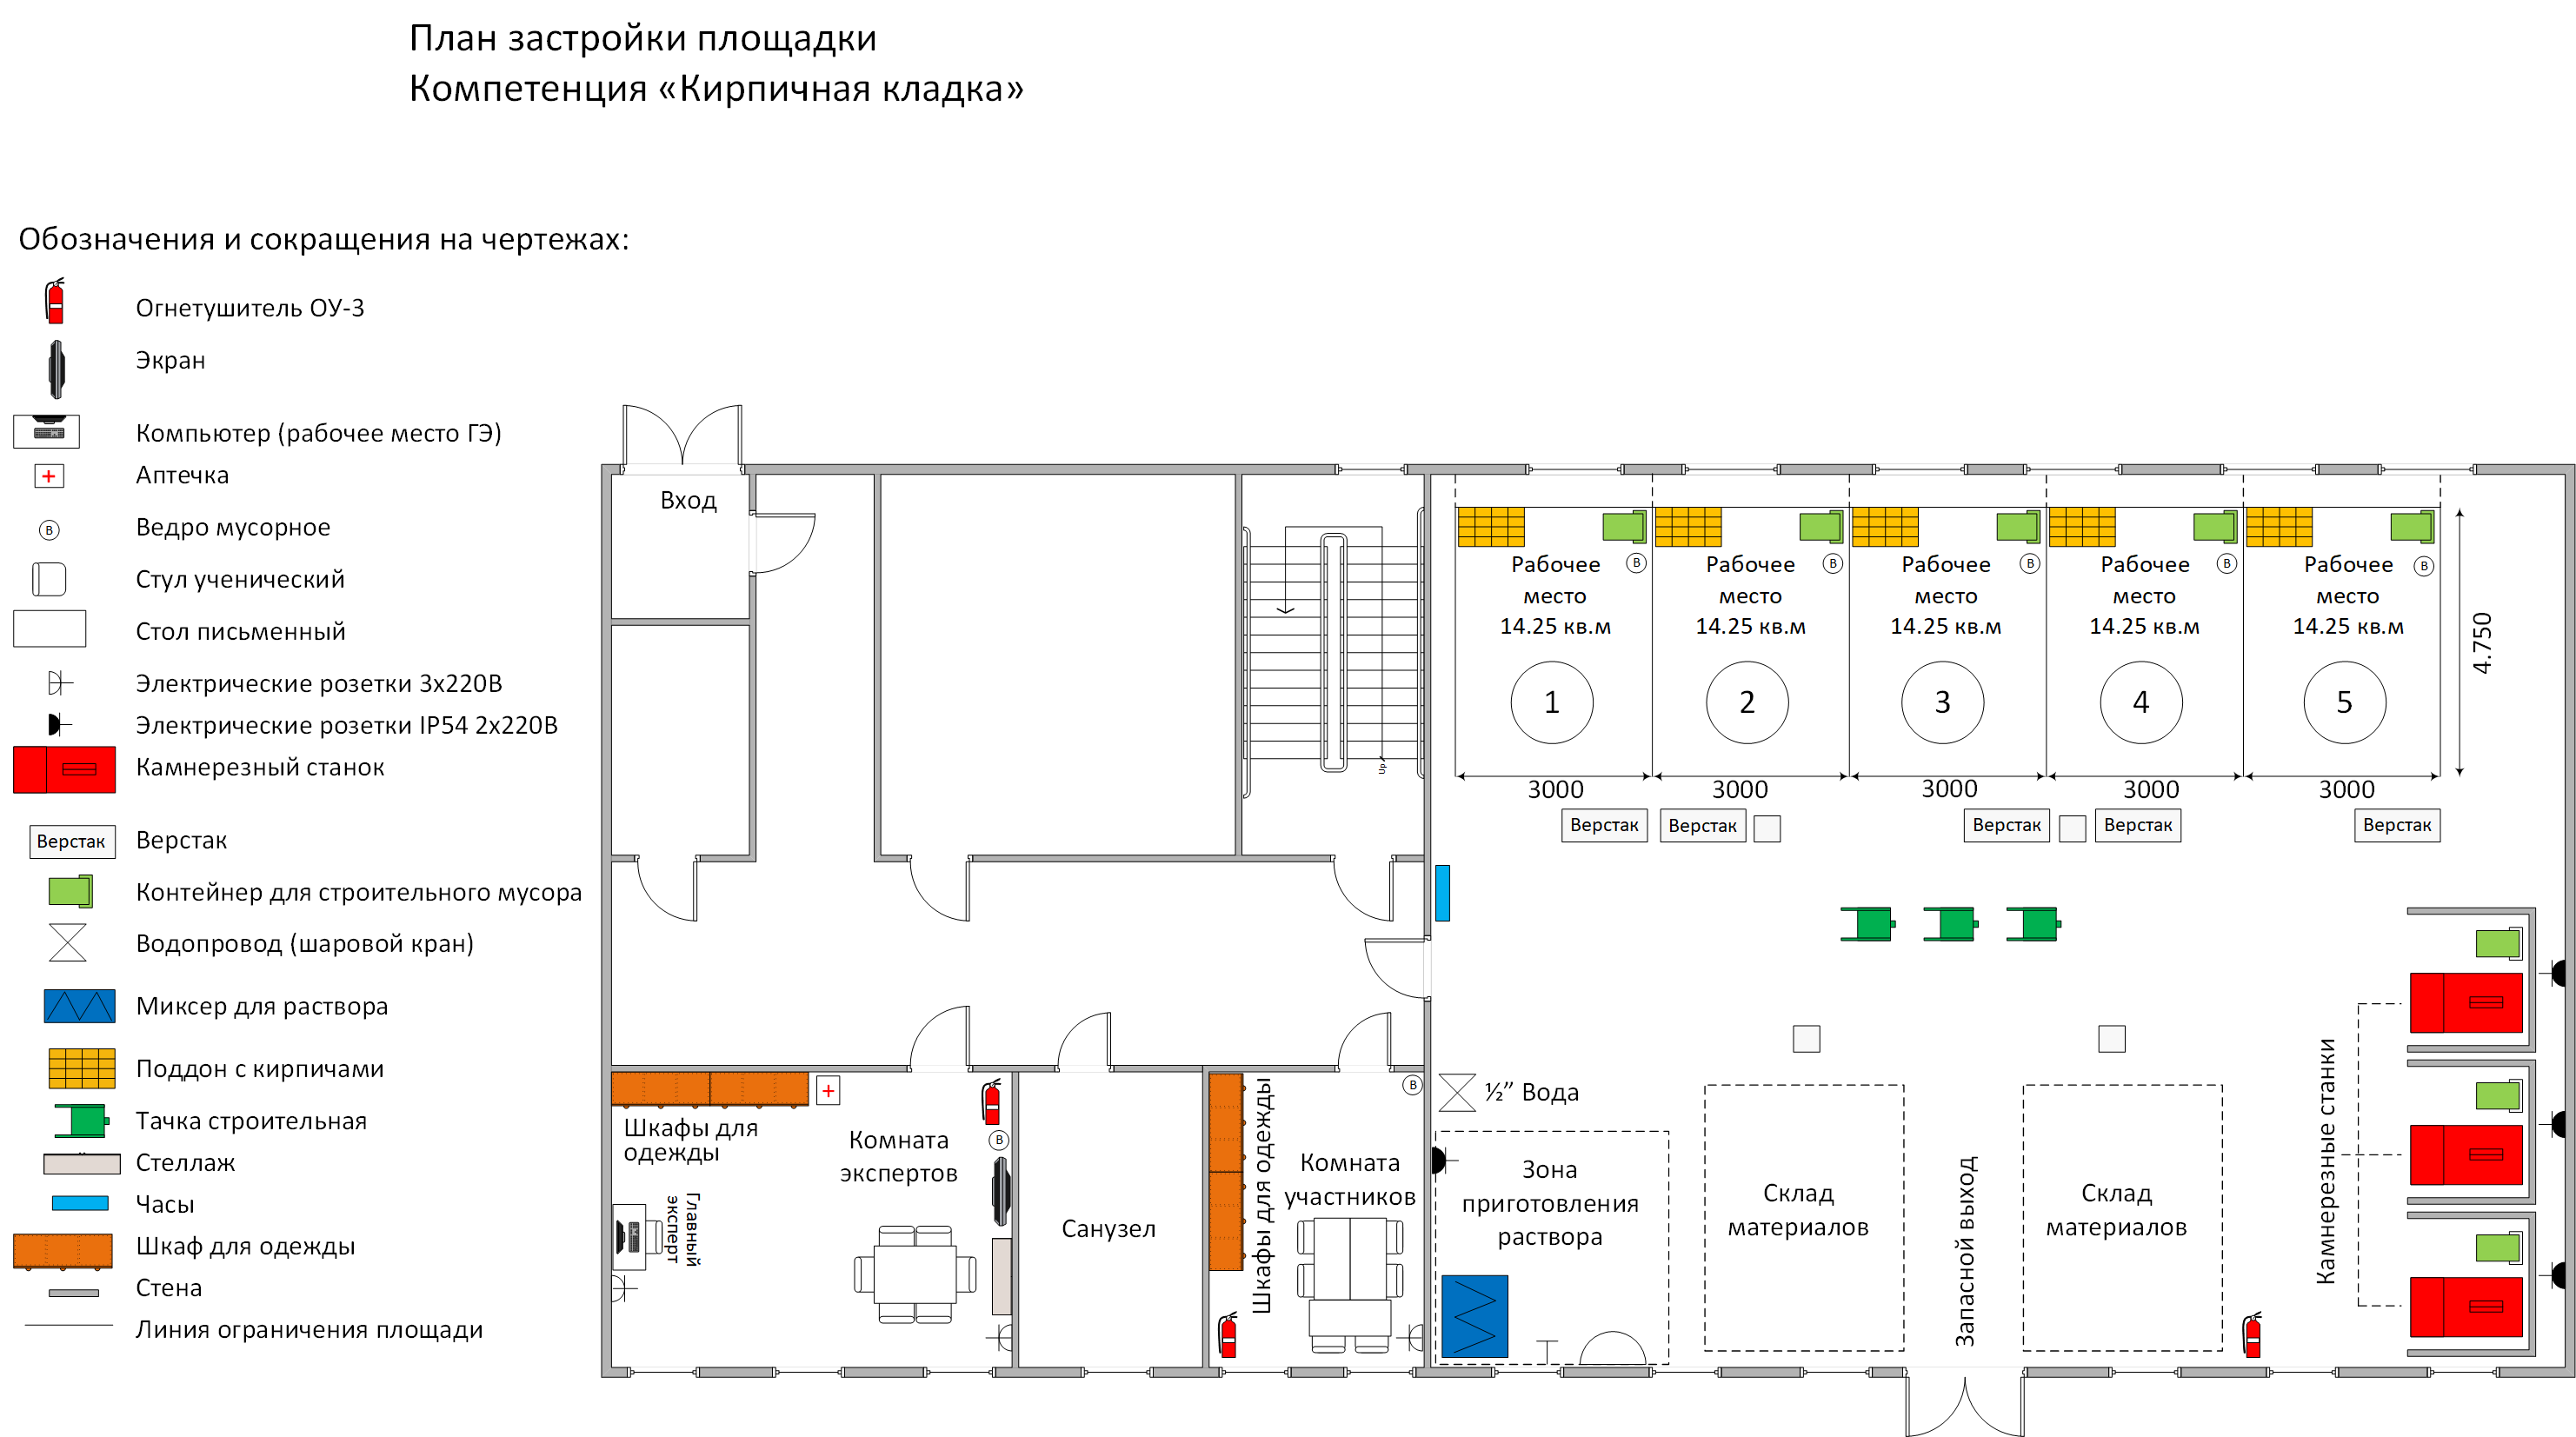 План застройки площадки
Компетенция «Кирпичная кладка»
Обозначения и сокращения на чертежах:
Огнетушитель ОУ-3
Экран
Компьютер (рабочее место ГЭ)
Аптечка
В
Ведро мусорное
Стул ученический
Стол письменный
Электрические розетки 3х220В
Электрические розетки IP54 2х220В
Камнерезный станок
Верстак
Верстак
Контейнер для строительного мусора
Водопровод (шаровой кран)
Миксер для раствора
Поддон с кирпичами
Тачка строительная
Стеллаж
Часы
Шкаф для одежды
Стена
Линия ограничения площади
Вход
Up
Рабочее
место
14.25 кв.м
1
В
3000
Рабочее
место
14.25 кв.м
2
В
3000
Рабочее
место
14.25 кв.м
3
В
3000
Рабочее
место
14.25 кв.м
4
В
3000
Рабочее
место
14.25 кв.м
5
В
3000
4.750
Верстак
Верстак
Верстак
Верстак
Верстак
Шкафы для
одежды
Комната
экспертов
В
Главный
эксперт
Санузел
Шкафы для одежды
Комната
участников
В
½” Вода
Зона
приготовления
раствора
Склад
материалов
Запасной выход
Склад
материалов
Камнерезные станки